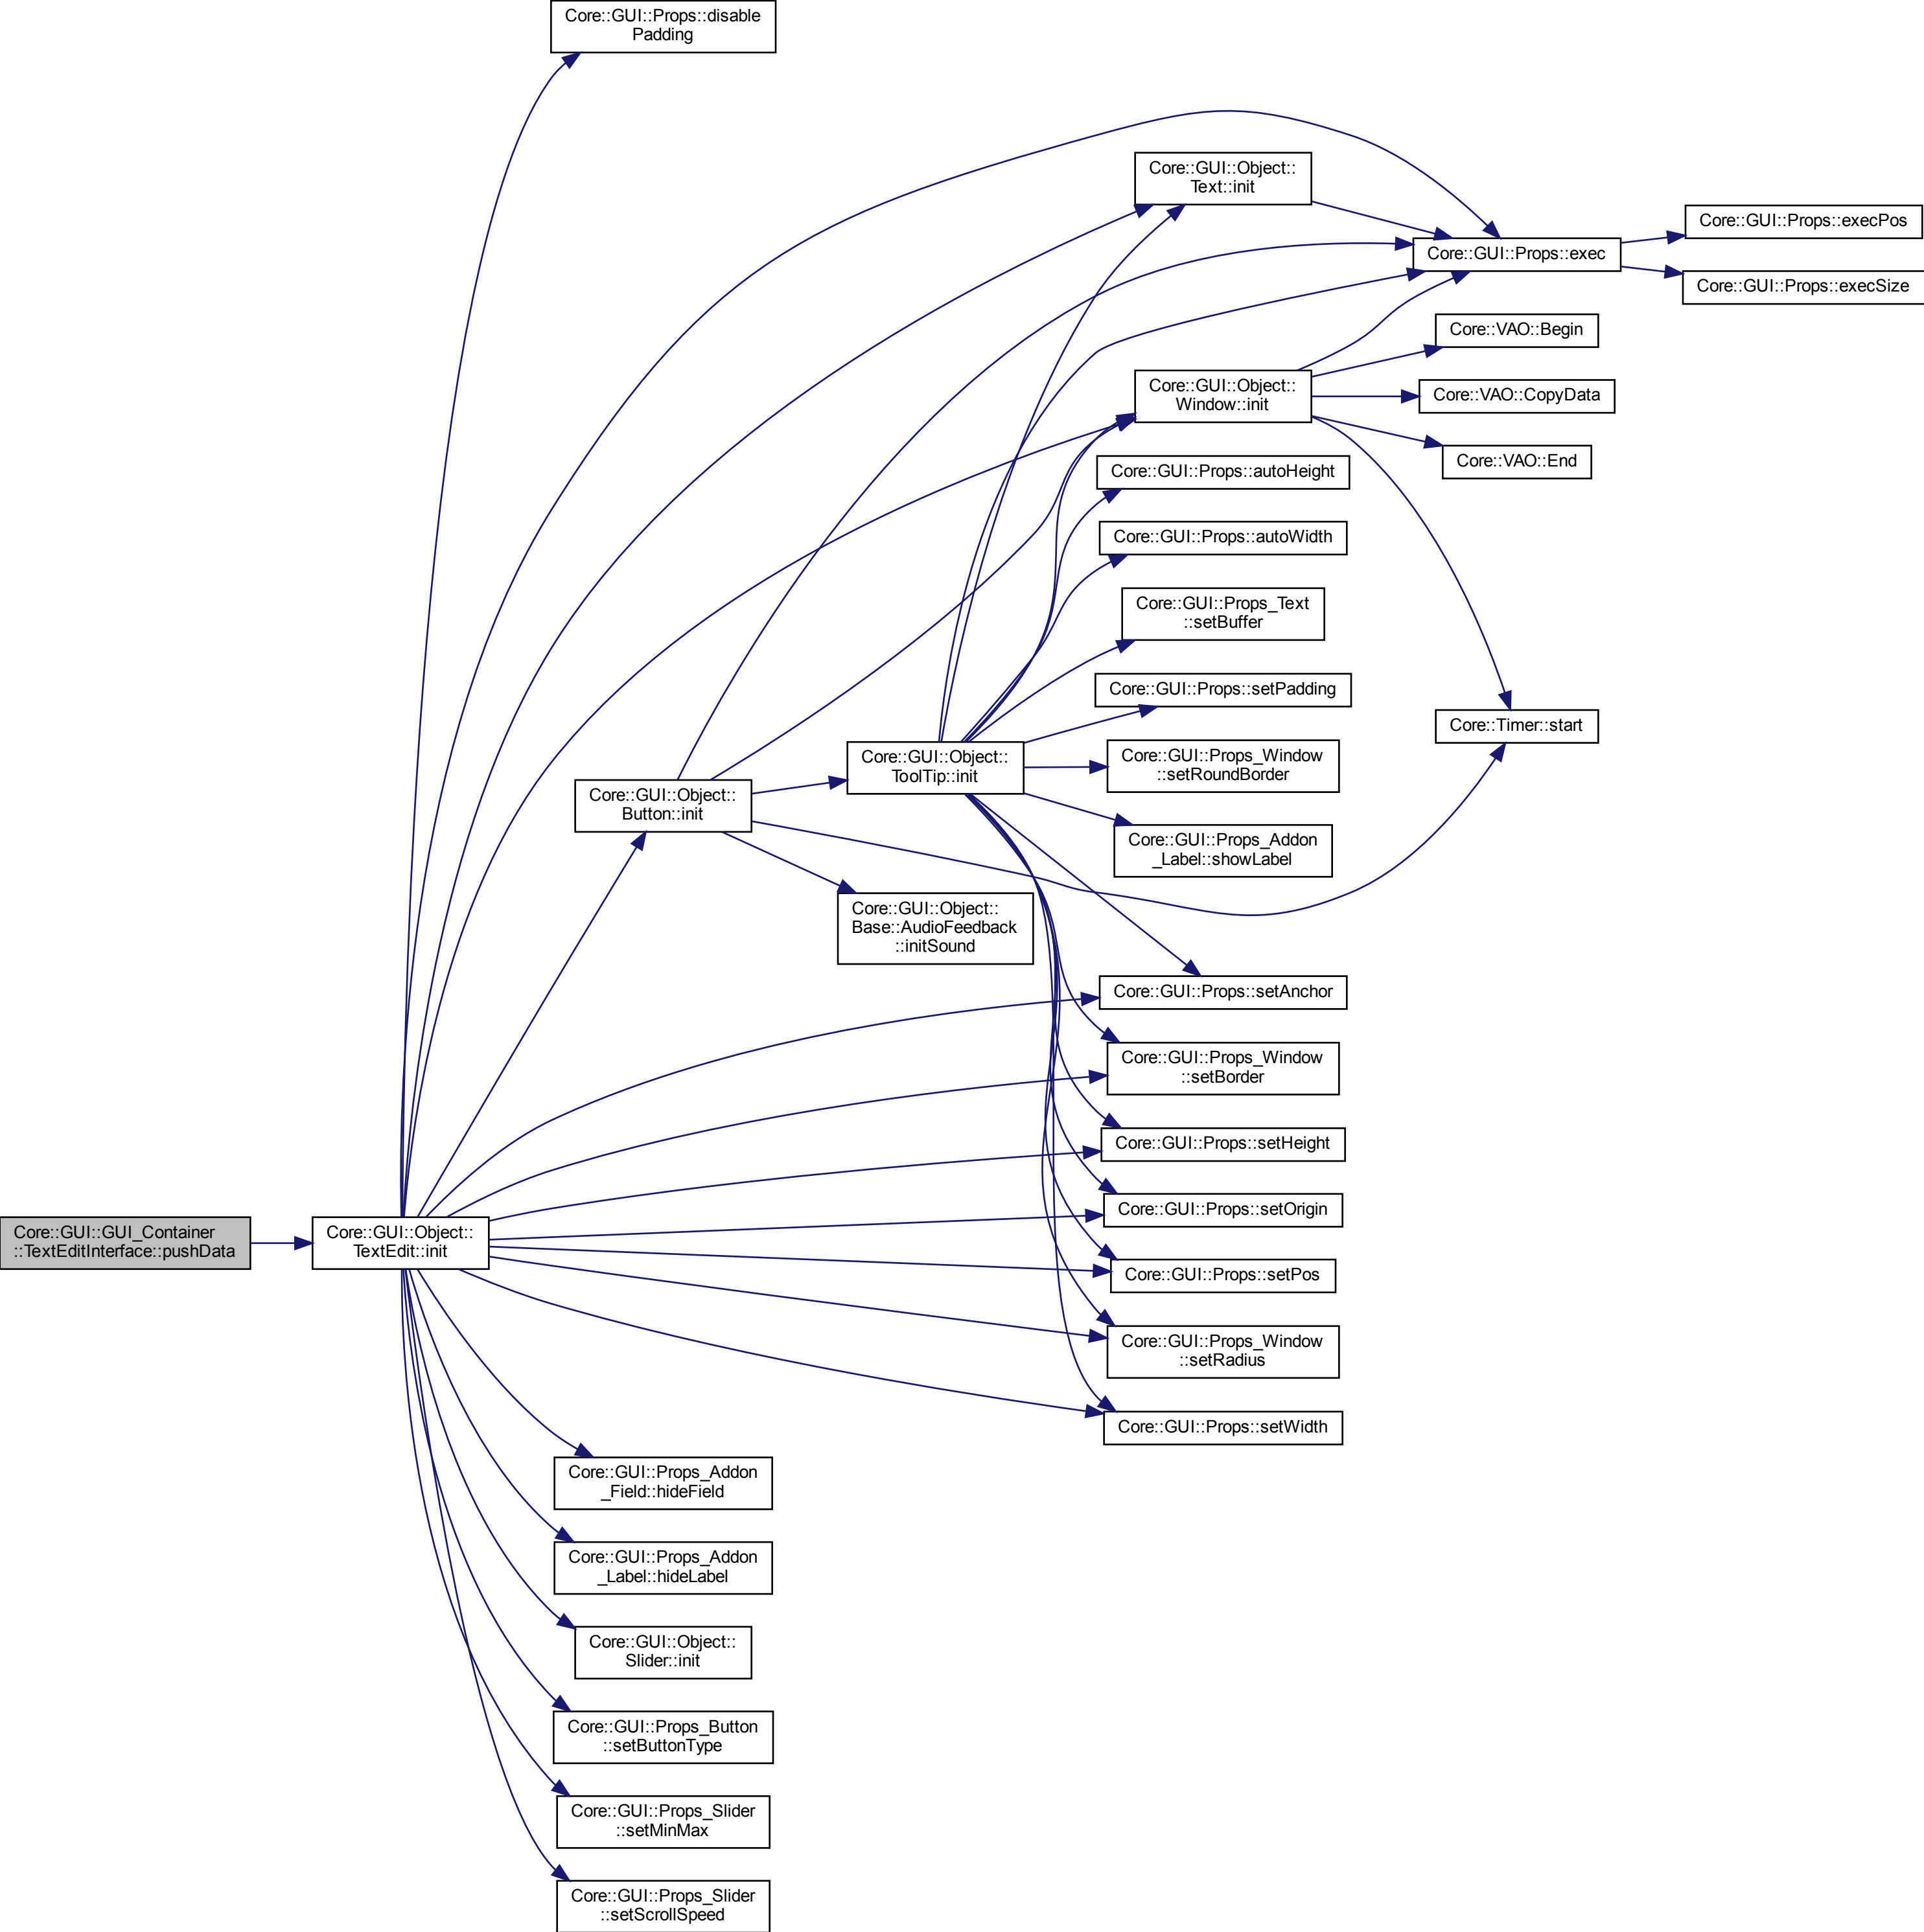 Core::GUI::Props::disable
Padding
Core::GUI::Object::
Text::init
Core::GUI::Props::exec
Core::GUI::Props::execPos
Core::GUI::Props::execSize
Core::VAO::Begin
Core::GUI::Object::
Window::init
Core::VAO::CopyData
Core::VAO::End
Core::GUI::Props::autoHeight
Core::GUI::Props::autoWidth
Core::GUI::Props_Text
::setBuffer
Core::GUI::Props::setPadding
Core::Timer::start
Core::GUI::Object::
ToolTip::init
Core::GUI::Props_Window
::setRoundBorder
Core::GUI::Object::
Button::init
Core::GUI::Props_Addon
_Label::showLabel
Core::GUI::Object::
Base::AudioFeedback
::initSound
Core::GUI::Props::setAnchor
Core::GUI::Props_Window
::setBorder
Core::GUI::Props::setHeight
Core::GUI::Props::setOrigin
Core::GUI::GUI_Container
::TextEditInterface::pushData
Core::GUI::Object::
TextEdit::init
Core::GUI::Props::setPos
Core::GUI::Props_Window
::setRadius
Core::GUI::Props::setWidth
Core::GUI::Props_Addon
_Field::hideField
Core::GUI::Props_Addon
_Label::hideLabel
Core::GUI::Object::
Slider::init
Core::GUI::Props_Button
::setButtonType
Core::GUI::Props_Slider
::setMinMax
Core::GUI::Props_Slider
::setScrollSpeed